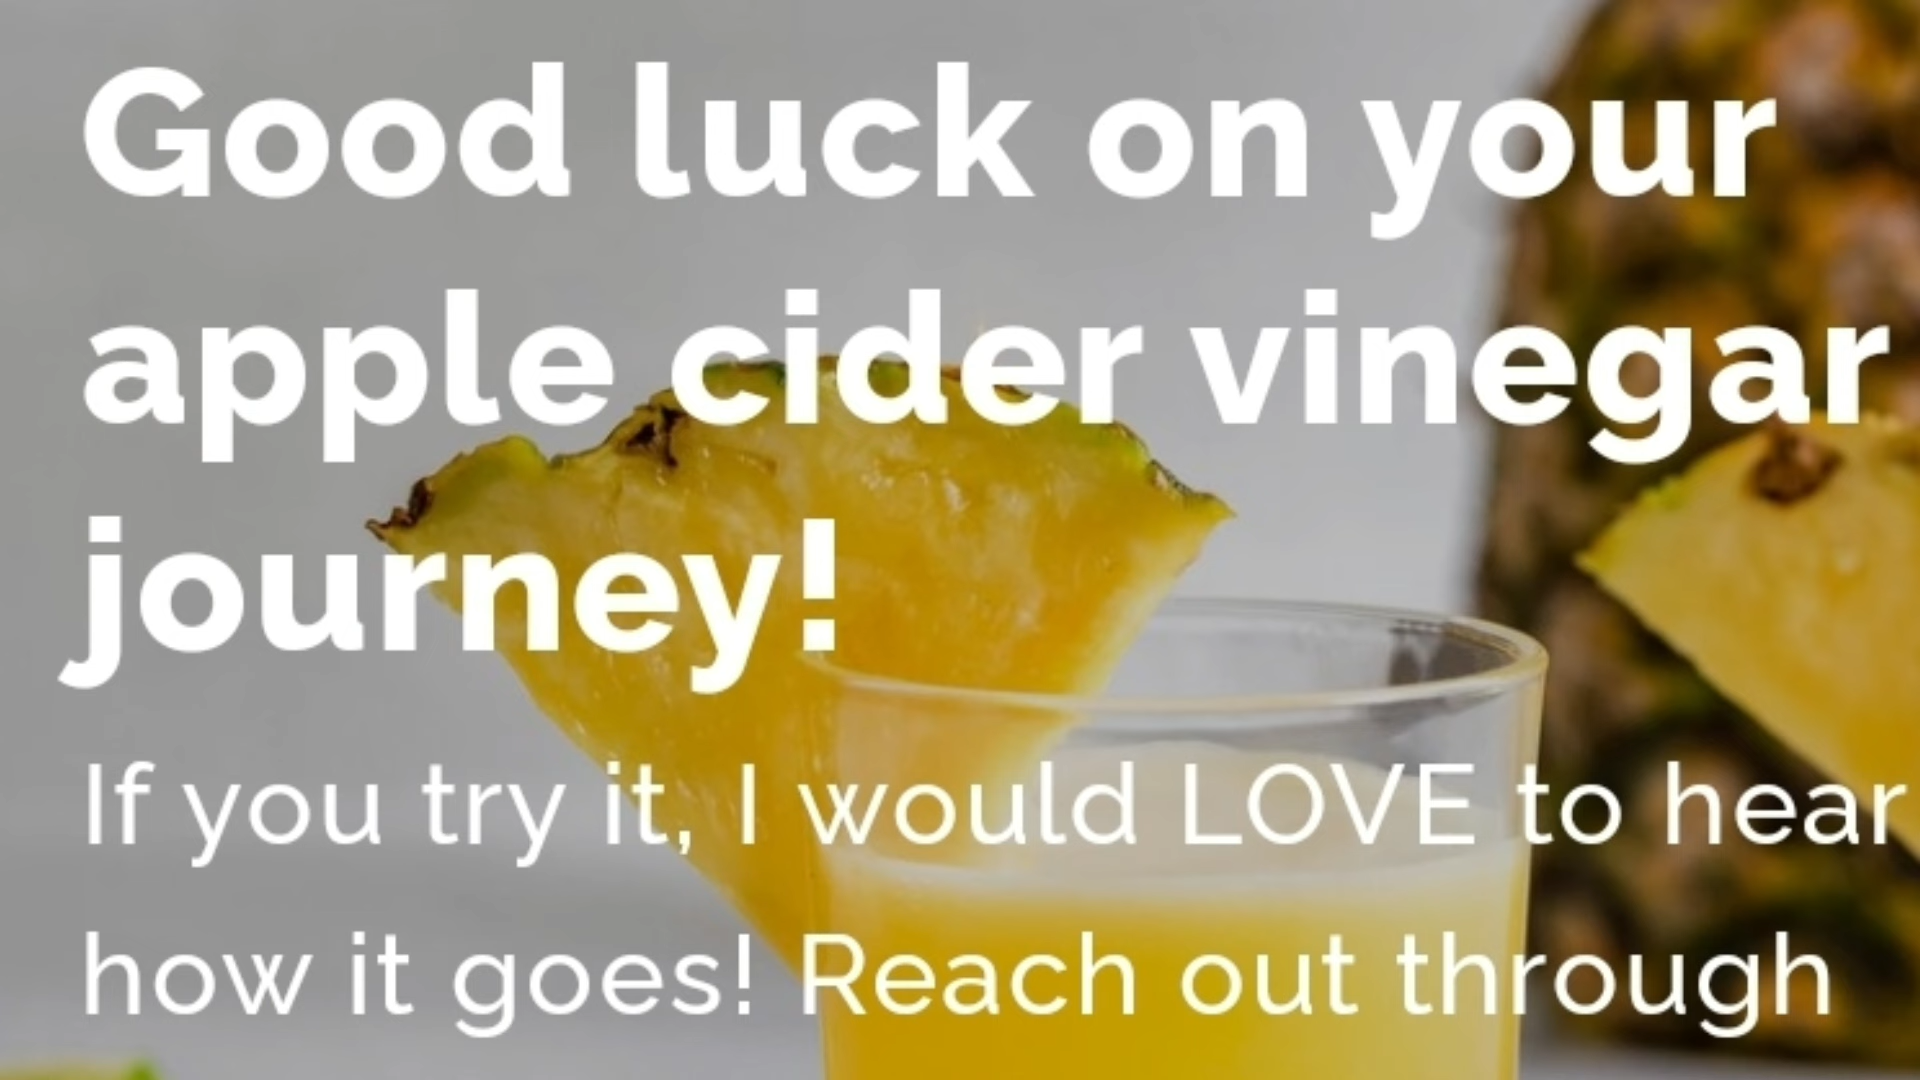 Good luck on your
apple cider vinegar
journey!
If you try it, I would LOVE to hear
how it goes! Reach out through